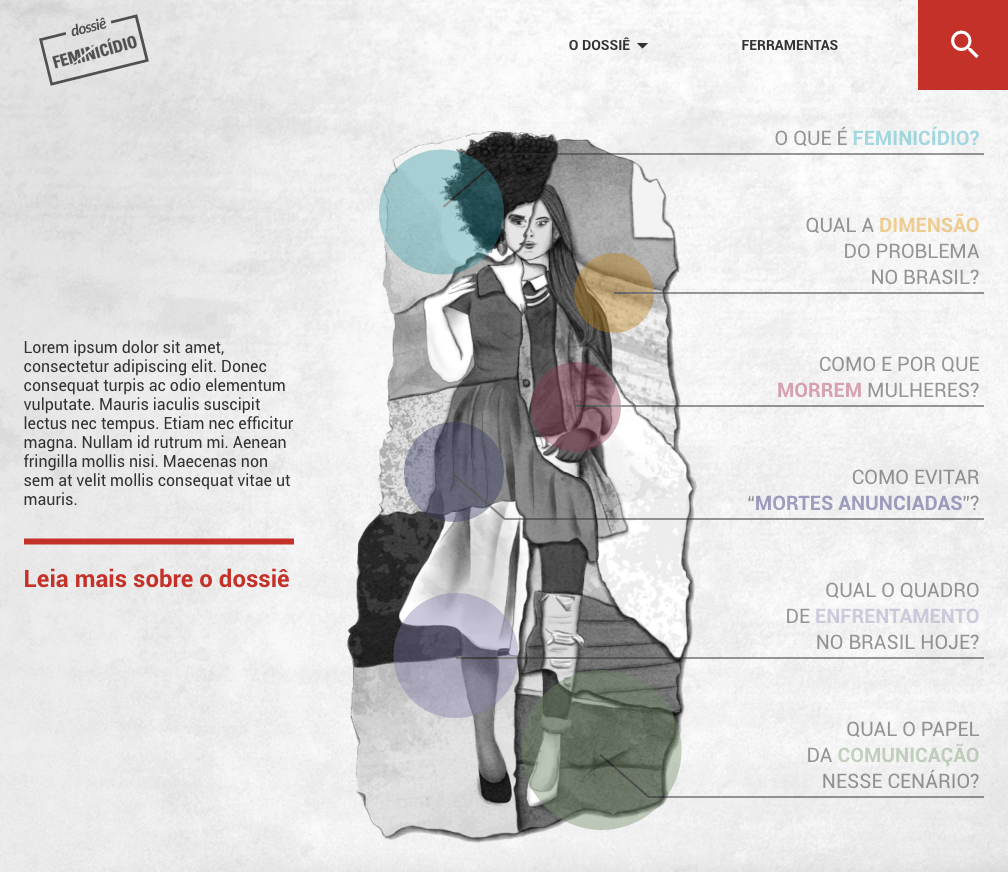 dossiê
FEMINICÍDIO
O DOSSIÊ
FERRAMENTAS
O QUE É FEMINICÍDIO?
QUAL A DIMENSÃO
DO PROBLEMA
NO BRASIL?
COMO E POR QUE
MORREM MULHERES?
COMO EVITAR
“MORTES ANUNCIADAS”?
QUAL O QUADRO
DE ENFRENTAMENTO
NO BRASIL HOJE?
QUAL O PAPEL
DA COMUNICAÇÃO
NESSE CENÁRIO?
Lorem ipsum dolor sit amet,
consectetur adipiscing elit. Donec
consequat turpis ac odio elementum
vulputate. Mauris iaculis suscipit
lectus nec tempus. Etiam nec efficitur
magna. Nullam id rutrum mi. Aenean
fringilla mollis nisi. Maecenas non
sem at velit mollis consequat vitae ut
mauris.
Leia mais sobre o dossiê